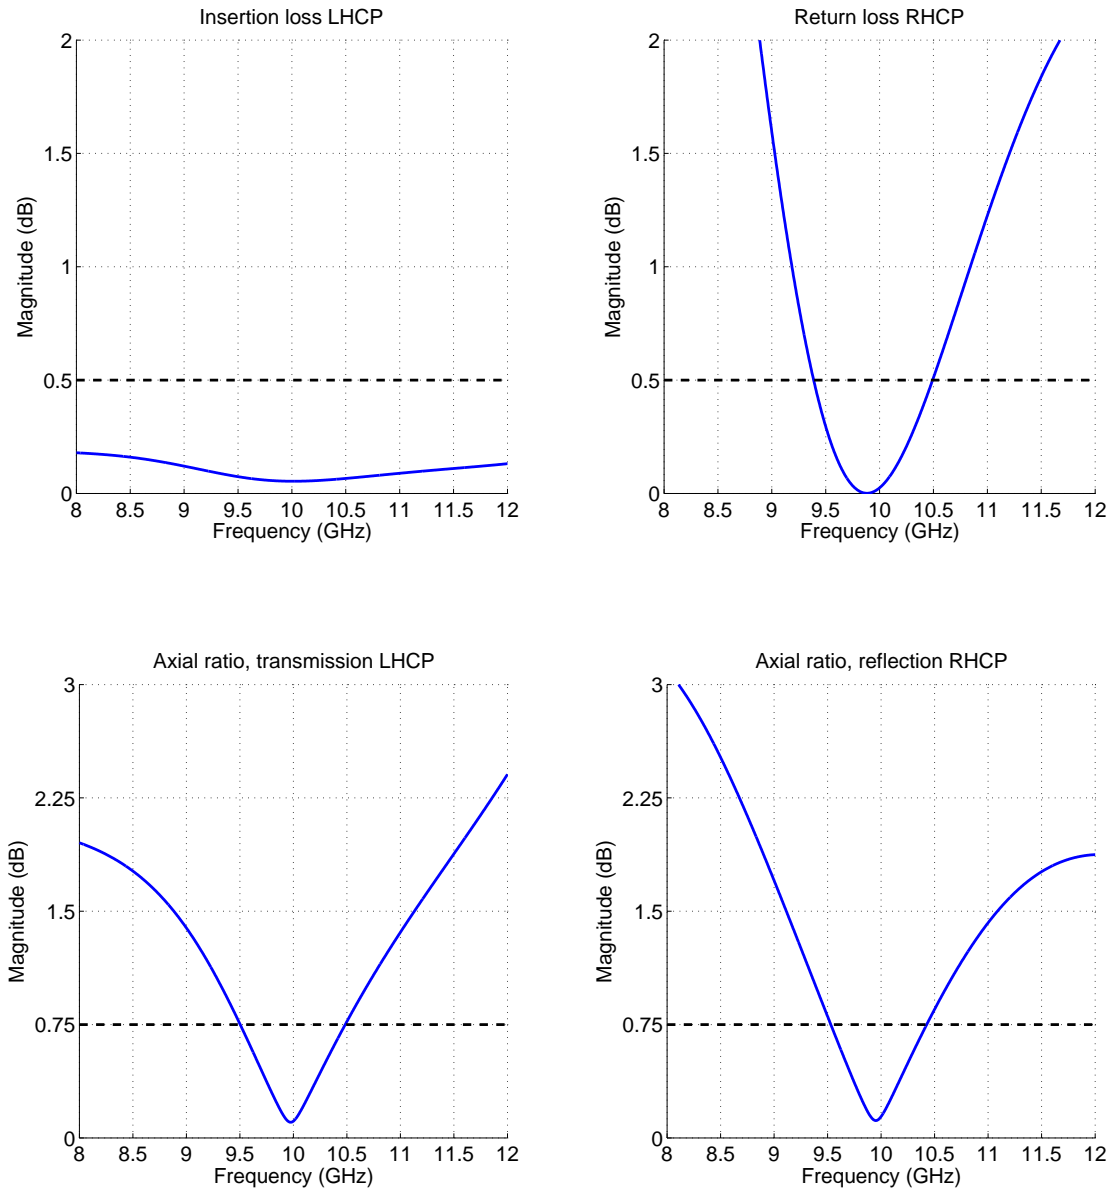 Insertion loss LHCP
Magnitude (dB)
2
1.5
1
0.5
0
8 8.5 9 9.5 10 10.5 11 11.5 12
Frequency (GHz)
Return loss RHCP
Magnitude (dB)
2
1.5
1
0.5
0
8 8.5 9 9.5 10 10.5 11 11.5 12
Frequency (GHz)
Axial ratio, transmission LHCP
Magnitude (dB)
3
2.25
1.5
0.75
0
8 8.5 9 9.5 10 10.5 11 11.5 12
Frequency (GHz)
Axial ratio, reflection RHCP
Magnitude (dB)
3
2.25
1.5
0.75
0
8 8.5 9 9.5 10 10.5 11 11.5 12
Frequency (GHz)